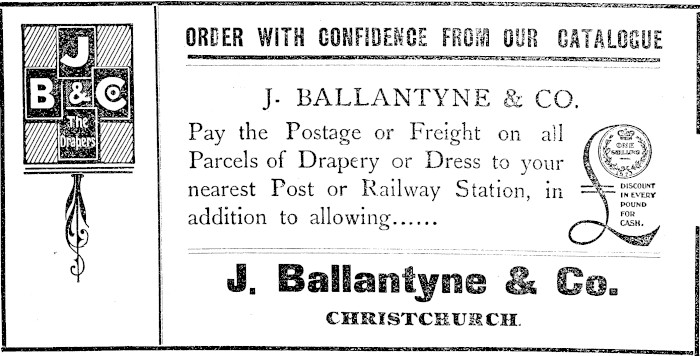 J
B & Co
The
Drapers
ORDER WITH CONFIDENCE FROM OUR CATALOGUE
J. BALLANTYNE & CO.
Pay the Postage or Freight on all
Parcels of Drapery or Dress to your
nearest Post or Railway Station, in
addition to allowing......
ONE
SHILLING
DISCOUNT
IN EVERY
POUND
FOR
CASH.
J. Ballantyne & Co.
CHRISTCHURCH.